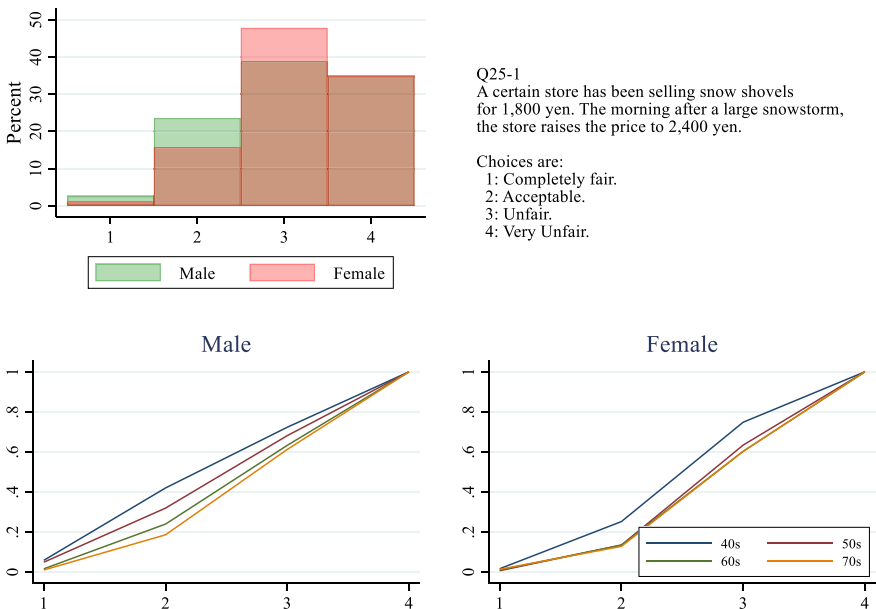 Percent
50
40
30
20
10
0
1 2 3 4
Male Female
Q25-1
A certain store has been selling snow shovels
for 1,800 yen. The morning after a large snowstorm,
the store raises the price to 2,400 yen.
Choices are:
1: Completely fair.
2: Acceptable.
3: Unfair.
4: Very Unfair.
Male
1
.8
.6
.4
.2
0
1 2 3 4
Female
1
.8
.6
.4
.2
0
40s 50s
60s 70s
1 2 3 4